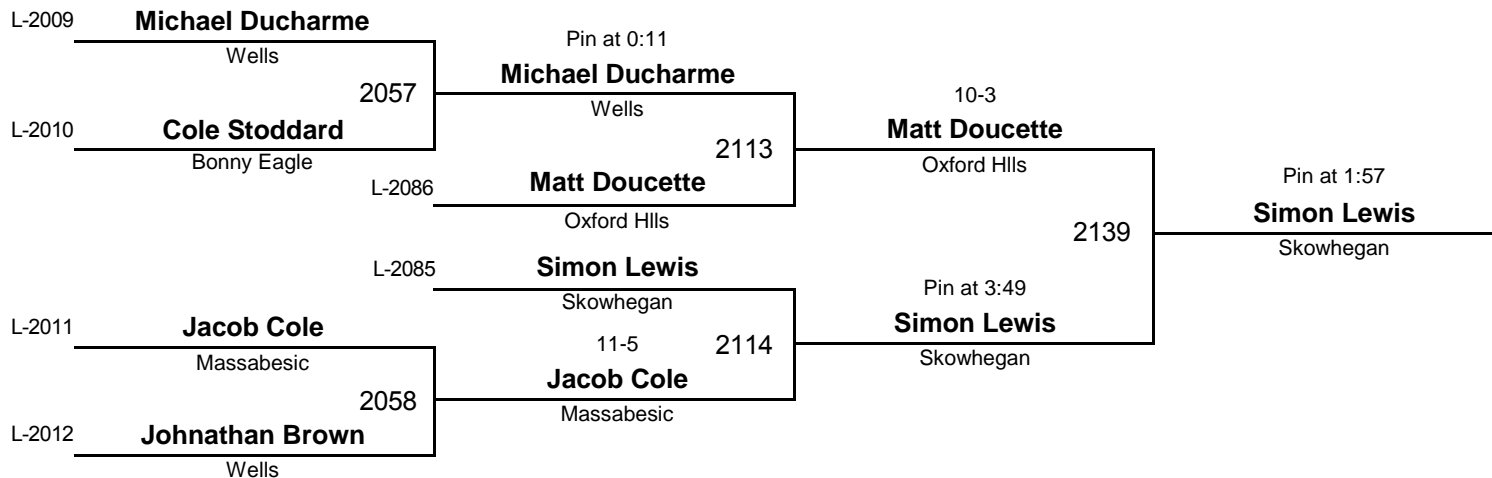 L-2009
Michael Ducharme
Wells
2057
L-2010
Cole Stoddard
Bonny Eagle
Pin at 0:11
Michael Ducharme
Wells
2113
L-2086
Matt Doucette
Oxford Hlls
10-3
Matt Doucette
Oxford Hlls
2139
Pin at 1:57
Simon Lewis
Skowhegan
L-2085
Simon Lewis
Skowhegan
2114
Pin at 3:49
Simon Lewis
Skowhegan
L-2011
Jacob Cole
Massabesic
2058
11-5
Jacob Cole
Massabesic
L-2012
Johnathan Brown
Wells